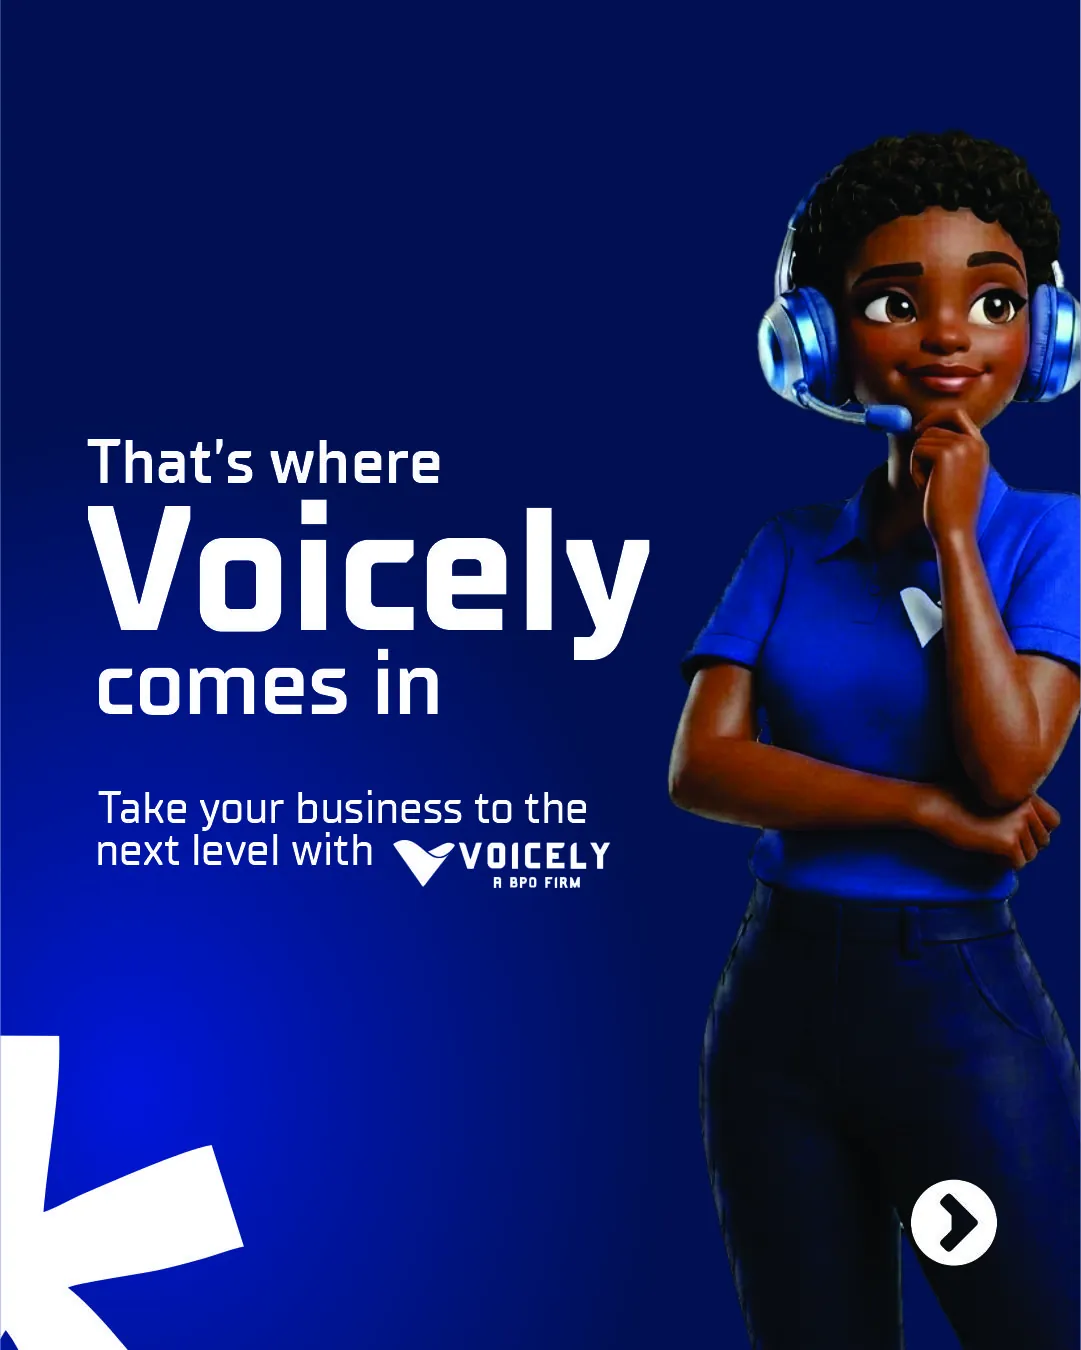 That's where
Voicely
comes in
Take your business to the
next level with VOICELY
A BPO FIRM